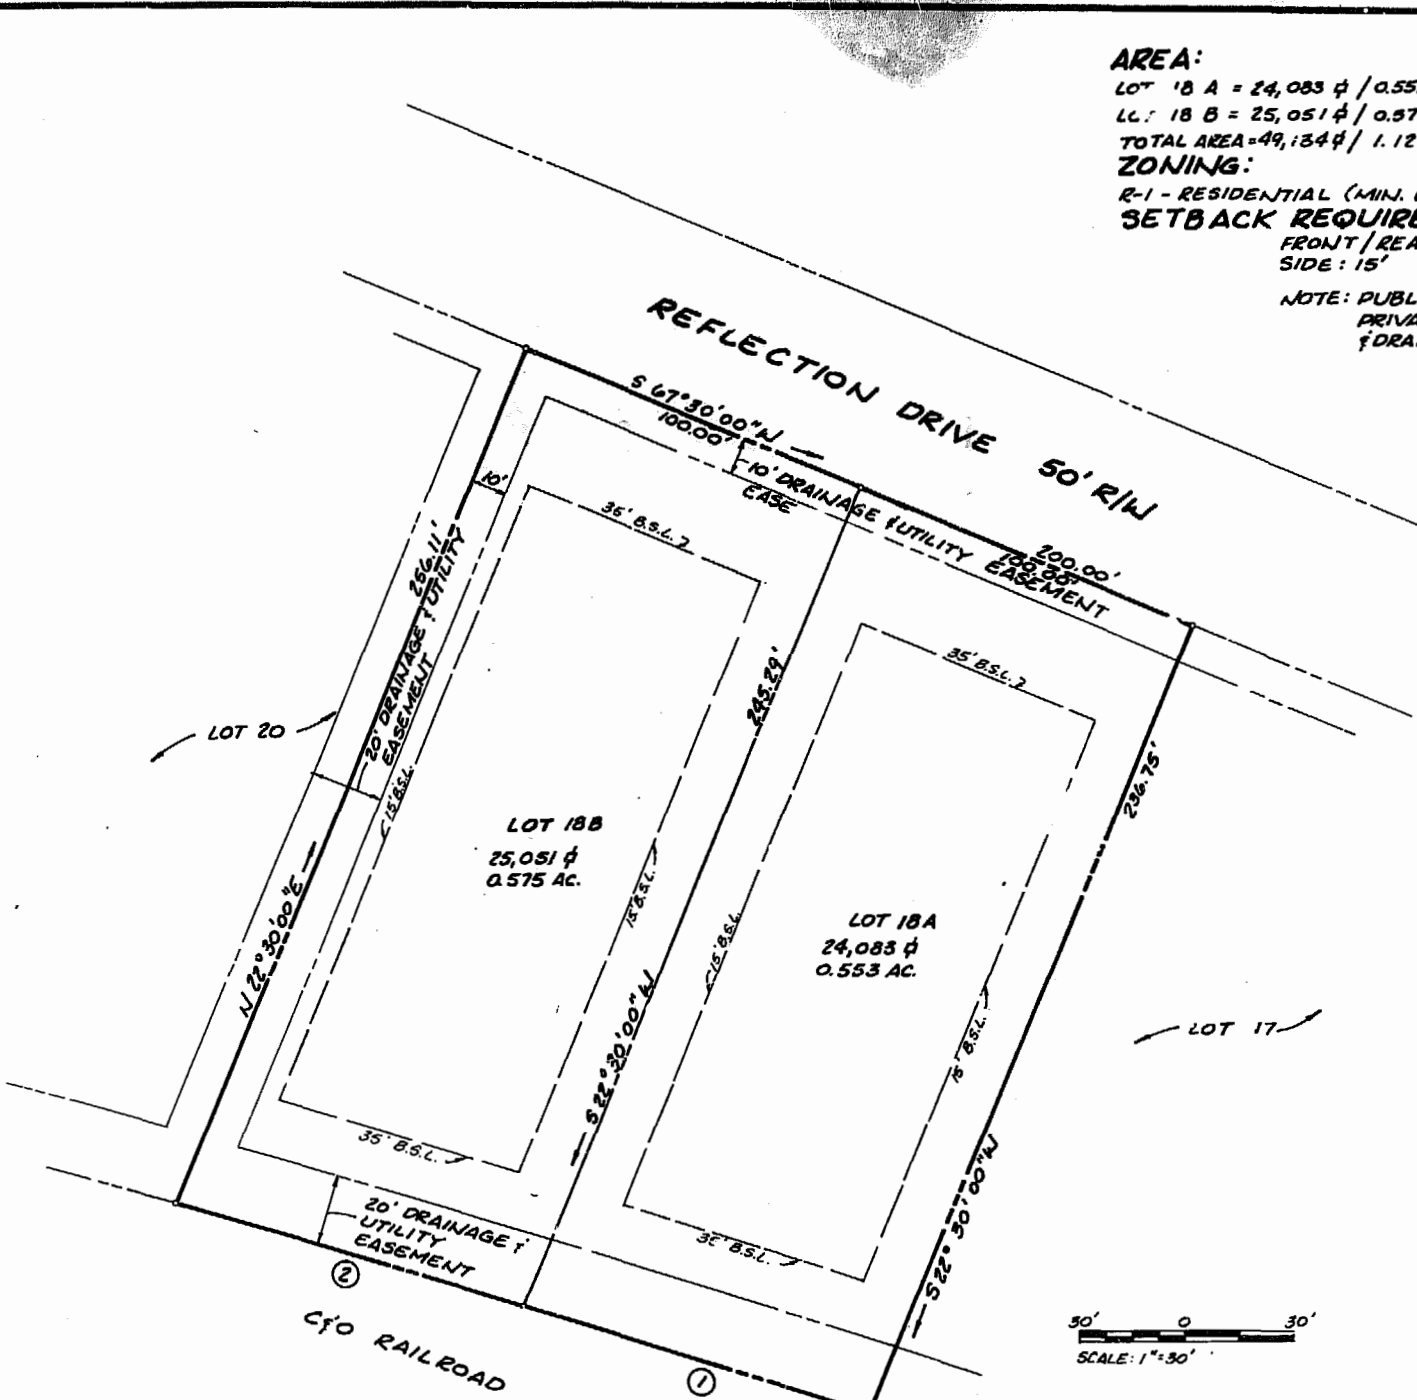 AREA:
LOT 18 A = 24,083 ⏍ / 0.55
18 B = 25,051 ⏍ / 0.57
TOTAL AREA = 49,134 ⏍ / 1.12
ZONING:
R-1 - RESIDENTIAL (MIN.
SETBACK REQUIRE
FRONT / REA
SIDE : 15'
NOTE: PUBL
PRIVA
& DRA
REFLECTION DRIVE 50' R/W
S 67°30'00" W
100.00'
10' DRAINAGE & UTILITY EASEMENT
EASE
200.00'
100.00'
10'
256.11'
20' DRAINAGE & UTILITY
EASEMENT
N 22°30'00" E
35' B.S.L.
15' B.S.L.
LOT 20
LOT 18B
25,051 ⏍
0.575 AC.
15' B.S.L.
35' B.S.L.
245.29'
S 22°30'00" W
35' B.S.L.
15' B.S.L.
LOT 18A
24,083 ⏍
0.553 AC.
15' B.S.L.
35' B.S.L.
236.75'
S 22° 30' 00" W
LOT 17
20' DRAINAGE &
UTILITY
EASEMENT
2
1
C&O RAILROAD
30' 0 30'
SCALE: 1"=30'